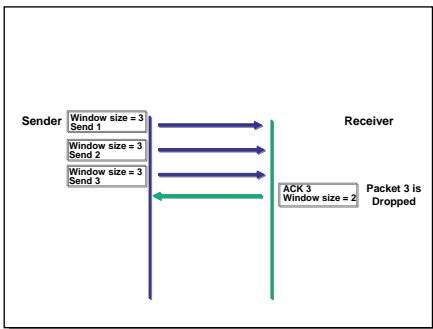 Sender
Window size = 3
Send 1
Receiver
Window size = 3
Send 2
Window size = 3
Send 3
ACK 3
Window size = 2
Packet 3 is
Dropped